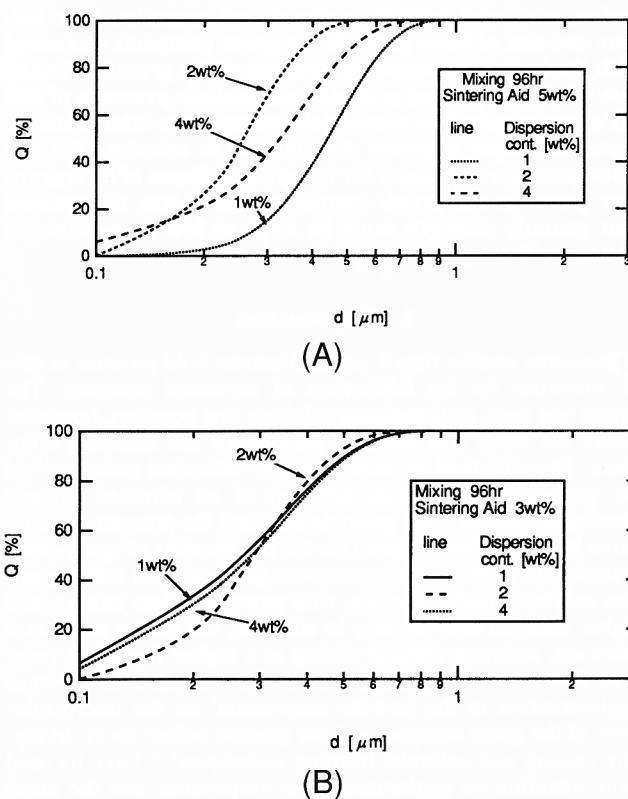 100
80
60
40
20
0
Q [%]
2wt%
4wt%
1wt%
Mixing 96hr
Sintering Aid 5wt%
line Dispersion
cont. [wt%]
1
2
4
0.1 2 3 4 5 6 7 8 9 1 2 3
d [ μm]
(A)
100
80
60
40
20
0
Q [%]
2wt%
1wt%
4wt%
Mixing 96hr
Sintering Aid 3wt%
line Dispersion
cont. [wt%]
1
2
4
0.1 2 3 4 5 6 7 8 9 1 2
d [ μm]
(B)